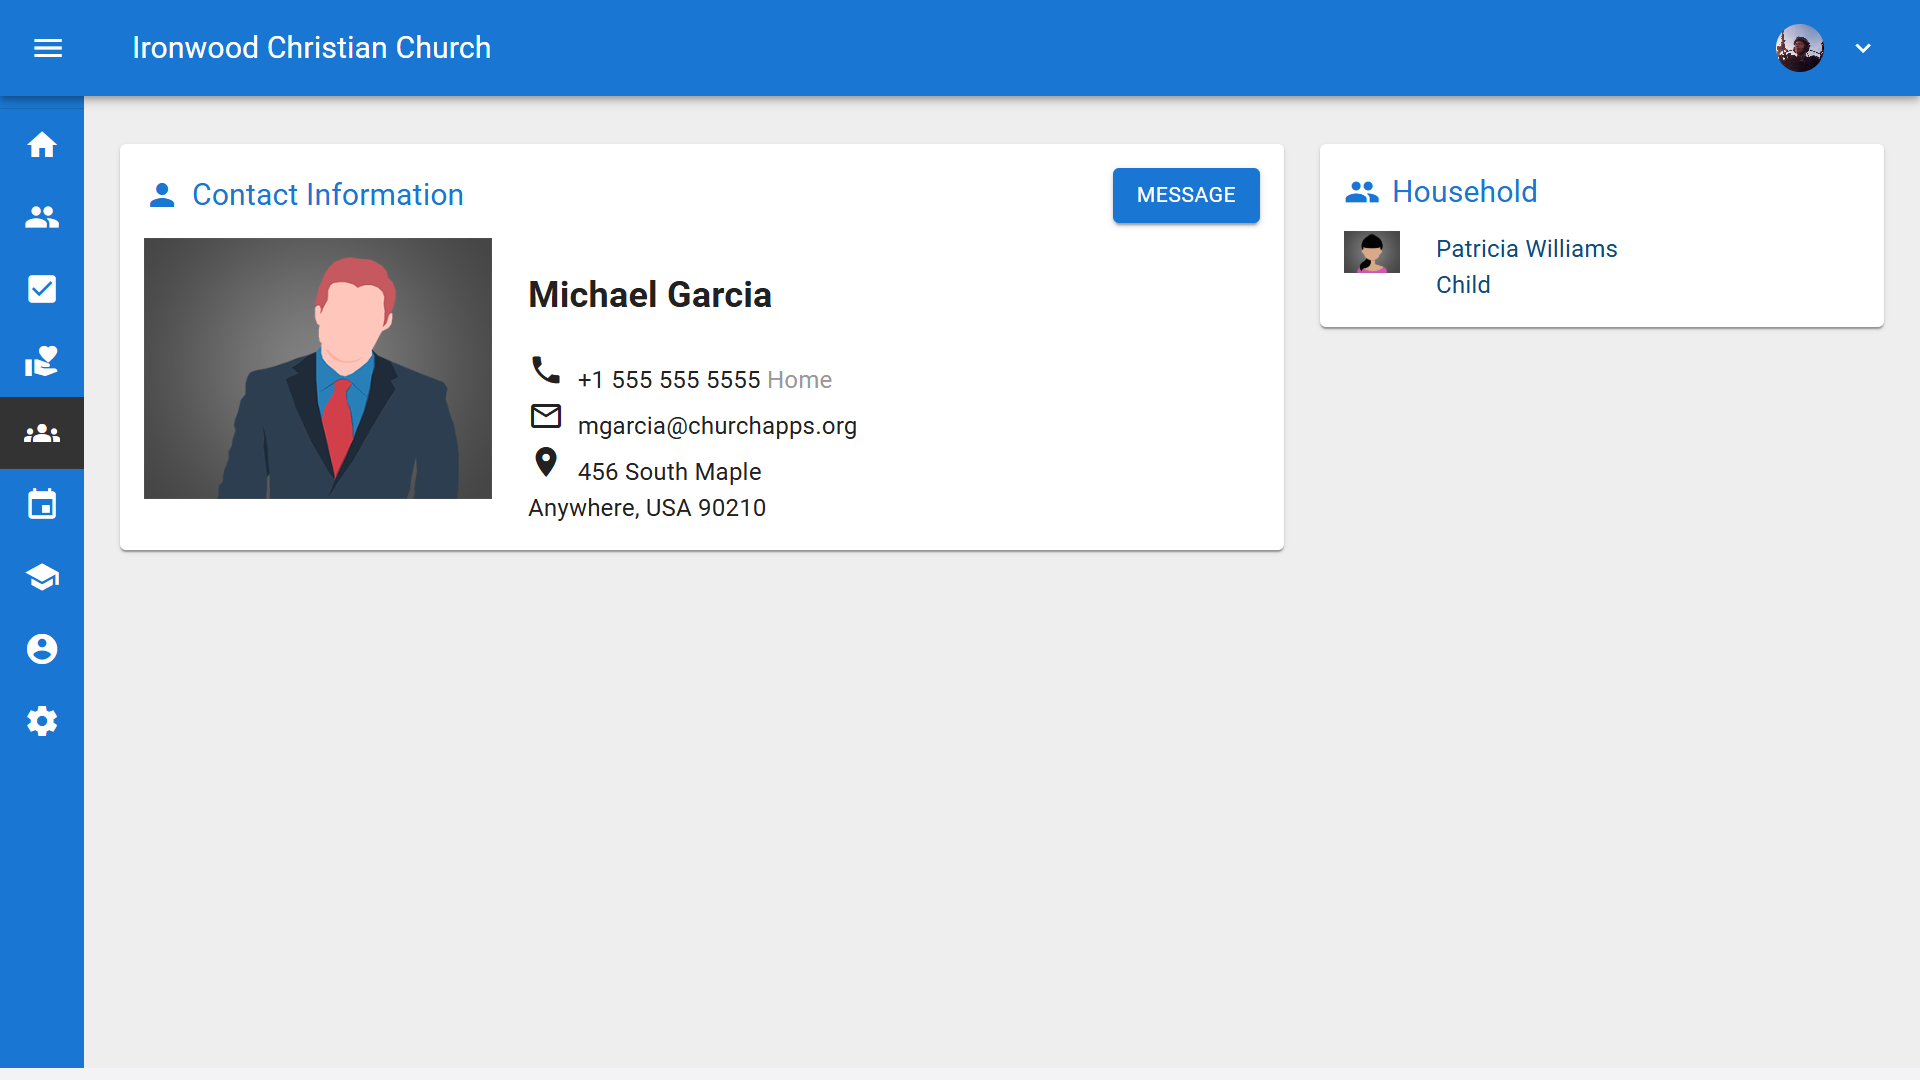 Ironwood Christian Church
Contact Information
MESSAGE
Michael Garcia
+1 555 555 5555 Home
mgarcia@churchapps.org
456 South Maple
Anywhere, USA 90210
Household
Patricia Williams
Child